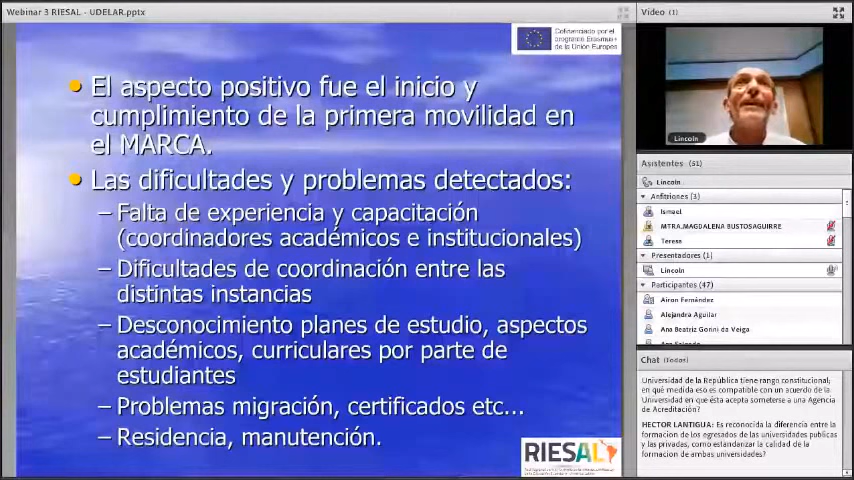 Webinar 3 RIESAL - UDELAR.pptx
Cofinanciado por el
programa Erasmus+
de la Unión Europea
El aspecto positivo fue el inicio y
cumplimiento de la primera movilidad en
el MARCA.
Las dificultades y problemas detectados:
– Falta de experiencia y capacitación
(coordinadores académicos e institucionales)
– Dificultades de coordinación entre las
distintas instancias
– Desconocimiento planes de estudio, aspectos
académicos, curriculares por parte de
estudiantes
– Problemas migración, certificados etc...
– Residencia, manutención.
RIESAL
Vídeo (1)
Lincoln
Asistentes (51)
Lincoln
Anfitriones (3)
Ismael
MTRA.MAGDALENA BUSTOSAGUIRRE
Teresa
Presentadores (1)
Lincoln
Participantes (47)
Airon Fernández
Alejandra Aguilar
Ana Beatriz Gorini da Veiga
Chat (Todos)
Universidad de la República tiene rango constitucional;
en qué medida eso es compatible con un acuerdo de la
Universidad en que ésta acepta someterse a una Agencia
de Acreditación?
HECTOR LANTIGUA: Es reconocida la diferencia entre la
formacion de los egresados de las universidades publicas
y las privadas, como estandarizar la calidad de la
formacion de ambas universidades?